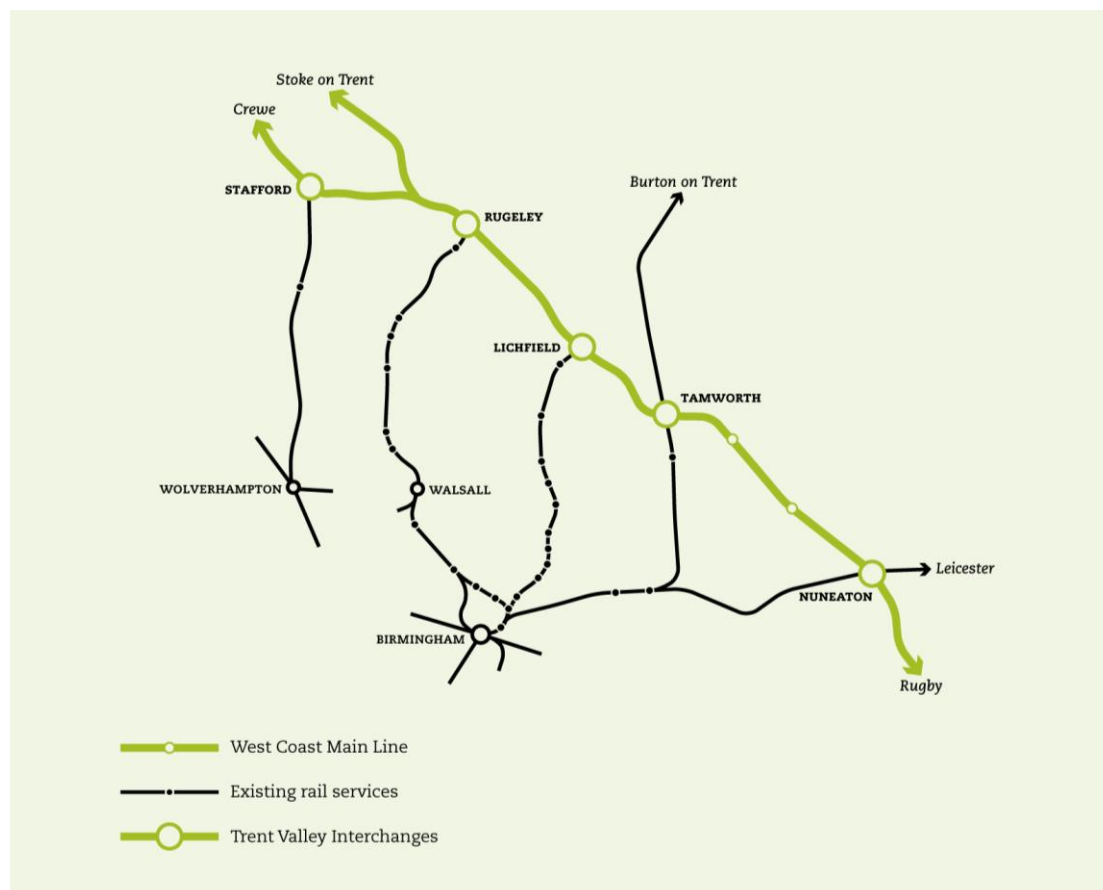 Stoke on Trent
Crewe
Burton on Trent
STAFFORD
RUGELEY
LICHFIELD
TAMWORTH
WOLVERHAMPTON
WALSALL
Leicester
NUNEATON
BIRMINGHAM
Rugby
West Coast Main Line
Existing rail services
Trent Valley Interchanges